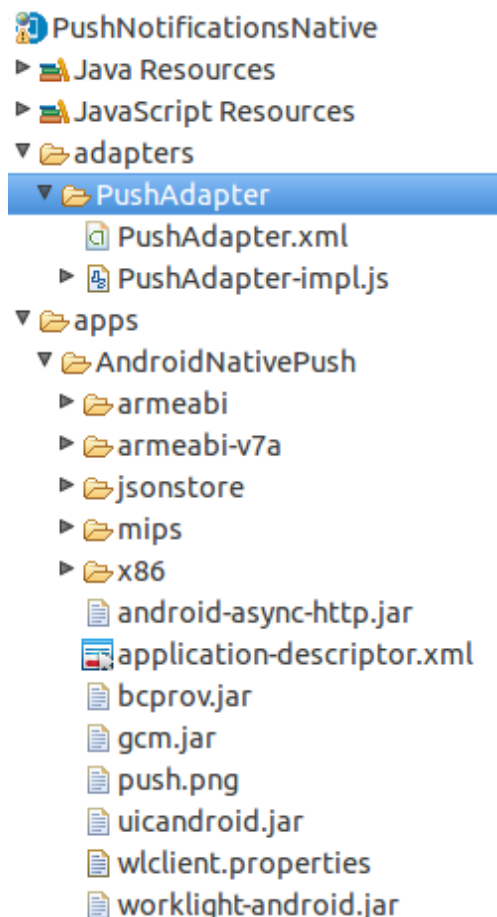 PushNotificationsNative
Java Resources
JavaScript Resources
adapters
PushAdapter
PushAdapter.xml
PushAdapter-impl.js
apps
AndroidNativePush
armeabi
armeabi-v7a
jsonstore
mips
x86
android-async-http.jar
application-descriptor.xml
bcprov.jar
gcm.jar
push.png
uicandroid.jar
wlclient.properties
worklight-android.jar